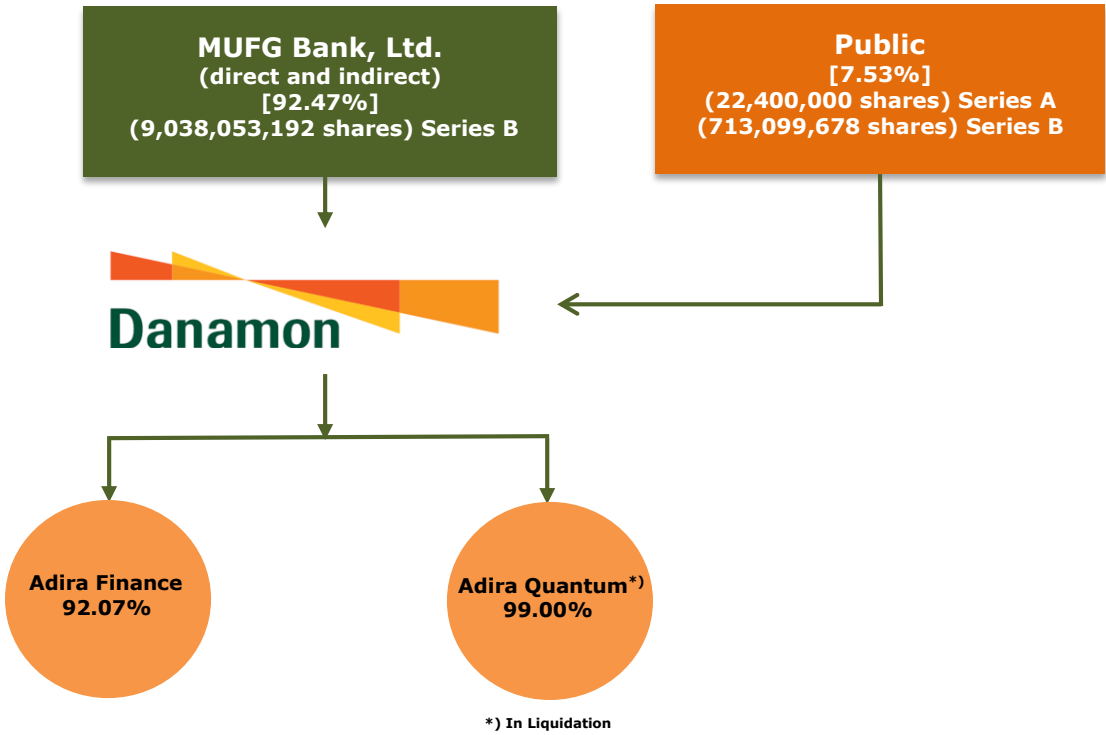 MUFG Bank, Ltd.
(direct and indirect)
[92.47%]
(9,038,053,192 shares) Series B
Public
[7.53%]
(22,400,000 shares) Series A
(713,099,678 shares) Series B
Danamon
Adira Finance
92.07%
Adira Quantum*)
99.00%
*) In Liquidation